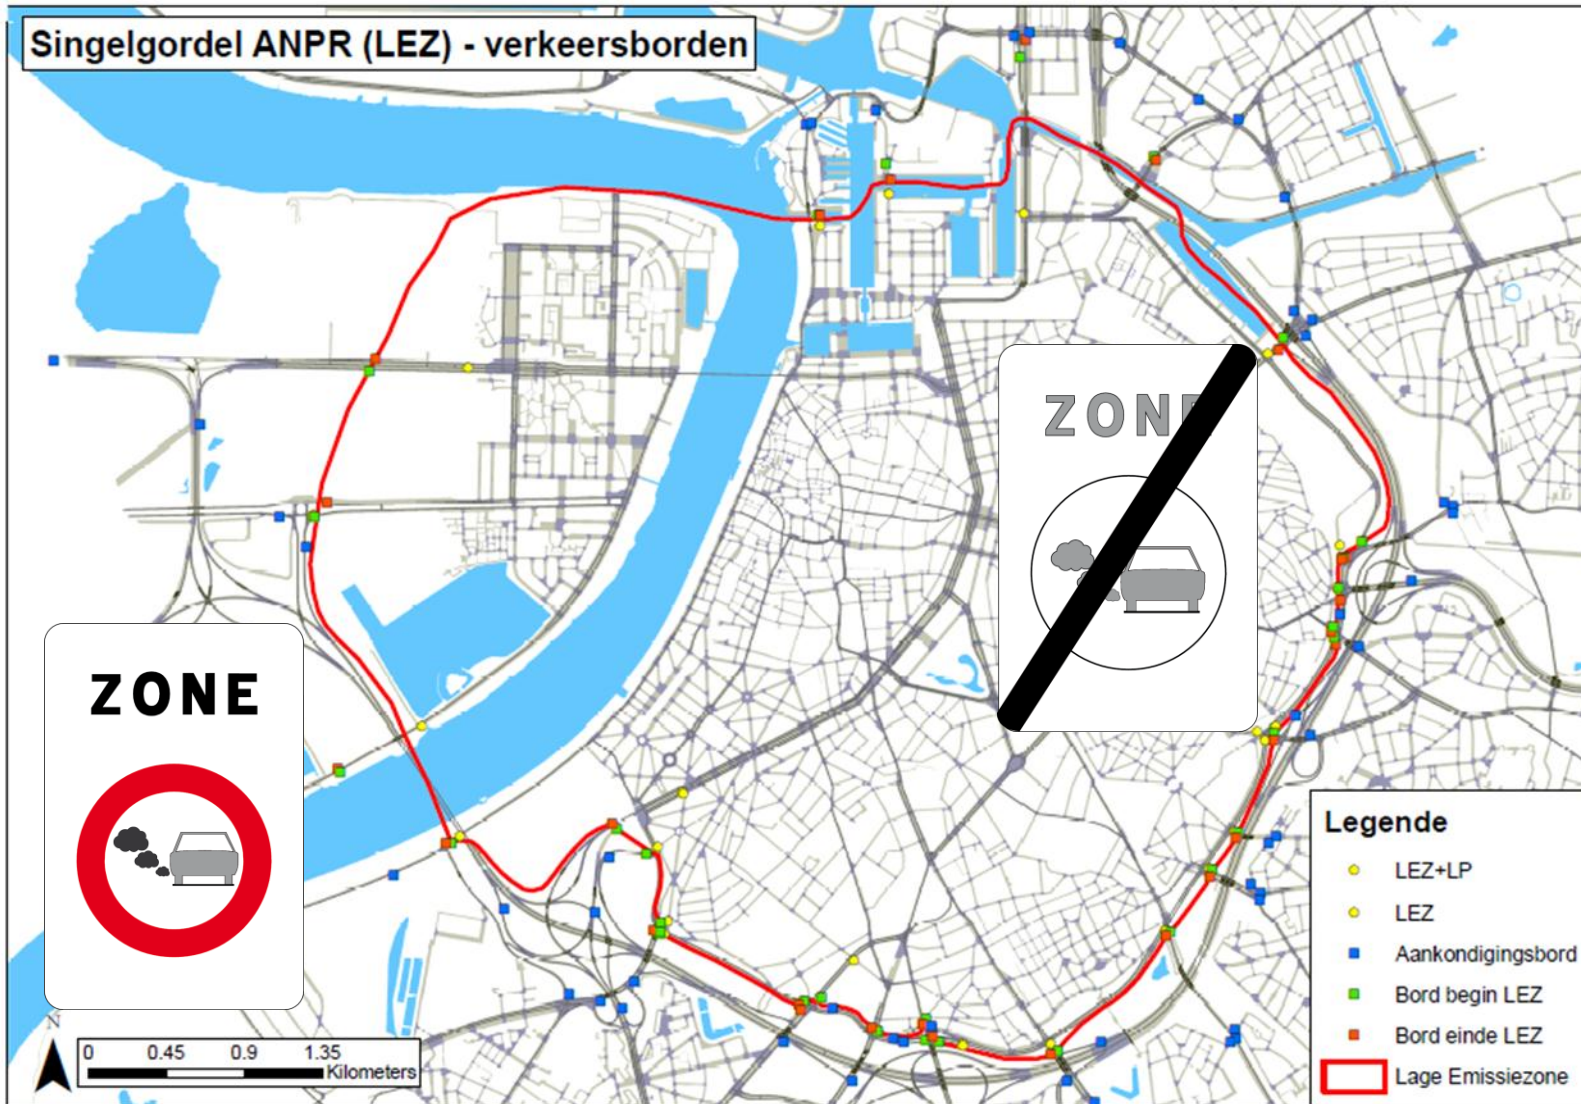 Singelgordel ANPR (LEZ) - verkeersborden
ZONE
ZONE
Legende
LEZ+LP
LEZ
Aankondigingsbord
Bord begin LEZ
Bord einde LEZ
Lage Emissiezone
N
0 0.45 0.9 1.35
Kilometers